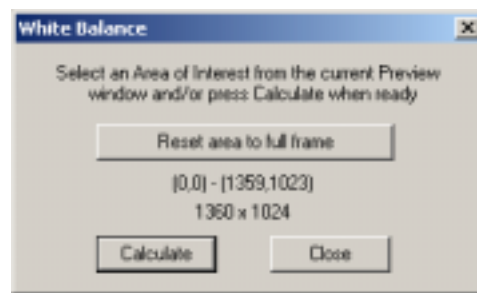 White Balance
Select an Area of Interest from the current Preview
window and/or press Calculate when ready
Reset area to full frame
(0,0) - (1359,1023)
1360 x 1024
Calculate Close